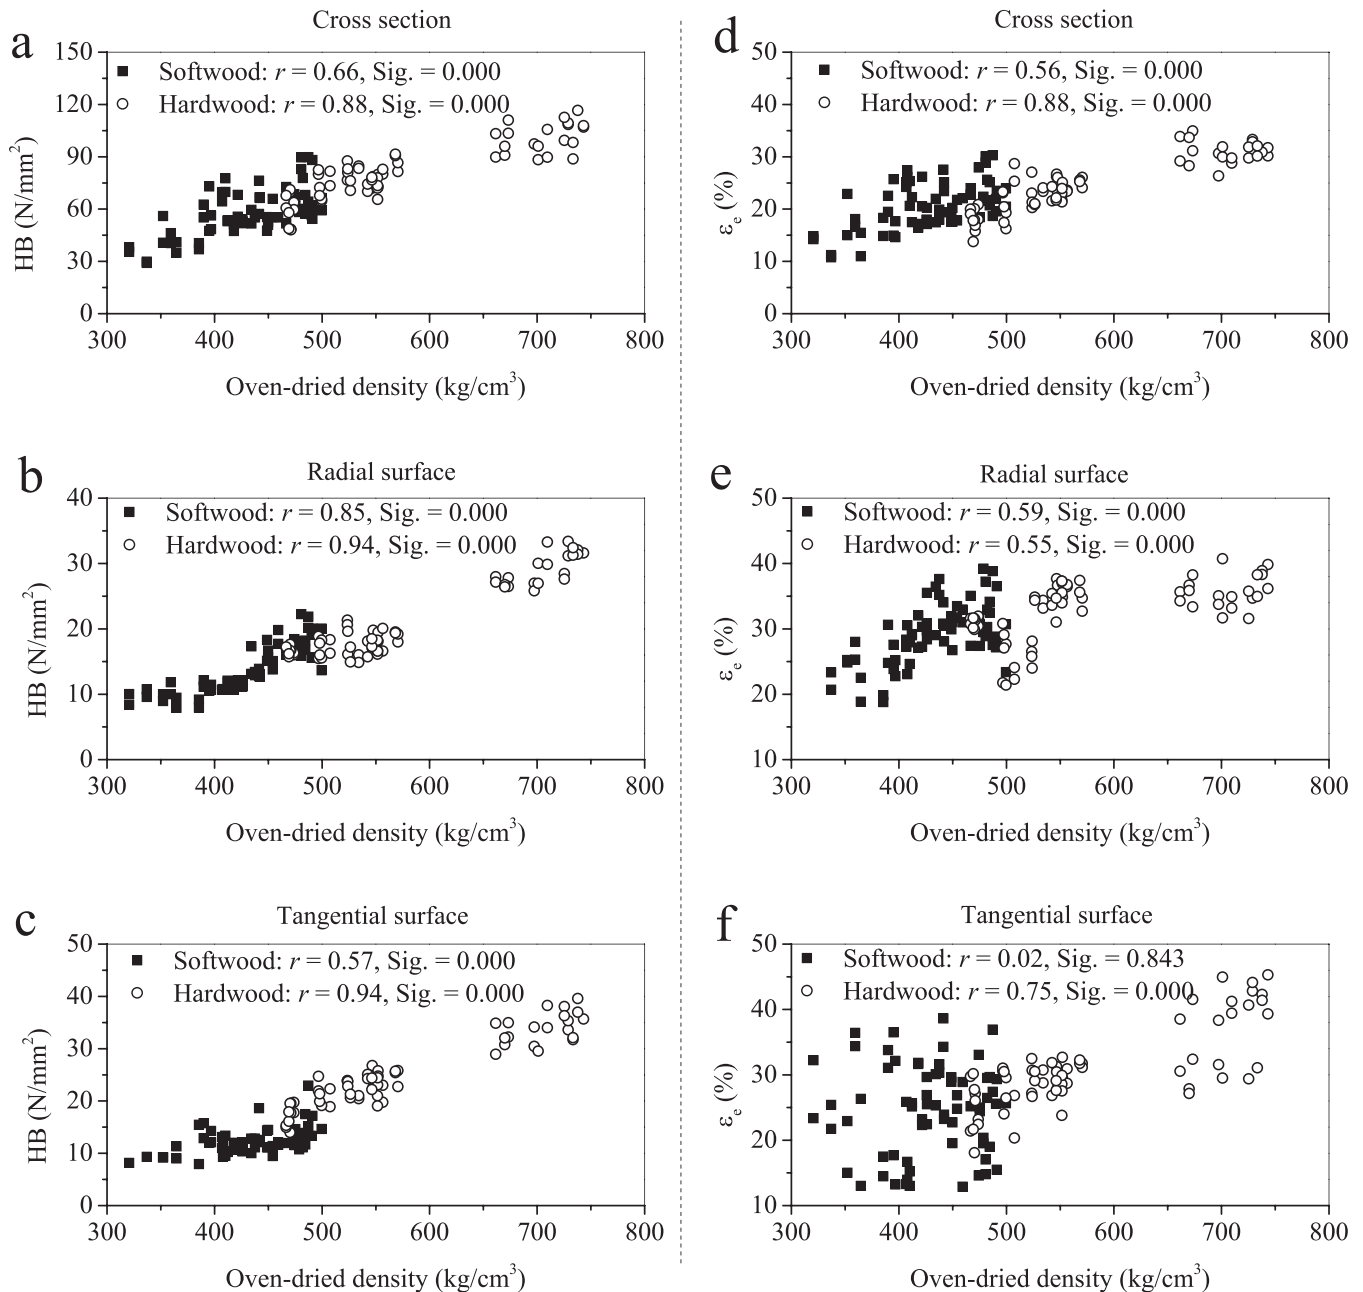 a
Cross section
150
120
90
60
30
0
HB (N/mm²)
Softwood: r = 0.66, Sig. = 0.000
Hardwood: r = 0.88, Sig. = 0.000
300 400 500 600 700 800
Oven-dried density (kg/cm³)
b
Radial surface
40
30
20
10
0
HB (N/mm²)
Softwood: r = 0.85, Sig. = 0.000
Hardwood: r = 0.94, Sig. = 0.000
300 400 500 600 700 800
Oven-dried density (kg/cm³)
c
Tangential surface
50
40
30
20
10
0
HB (N/mm²)
Softwood: r = 0.57, Sig. = 0.000
Hardwood: r = 0.94, Sig. = 0.000
300 400 500 600 700 800
Oven-dried density (kg/cm³)
d
Cross section
50
40
30
20
10
0
εe (%)
Softwood: r = 0.56, Sig. = 0.000
Hardwood: r = 0.88, Sig. = 0.000
300 400 500 600 700 800
Oven-dried density (kg/cm³)
e
Radial surface
50
40
30
20
10
εe (%)
Softwood: r = 0.59, Sig. = 0.000
Hardwood: r = 0.55, Sig. = 0.000
300 400 500 600 700 800
Oven-dried density (kg/cm³)
f
Tangential surface
50
40
30
20
10
εe (%)
Softwood: r = 0.02, Sig. = 0.843
Hardwood: r = 0.75, Sig. = 0.000
300 400 500 600 700 800
Oven-dried density (kg/cm³)